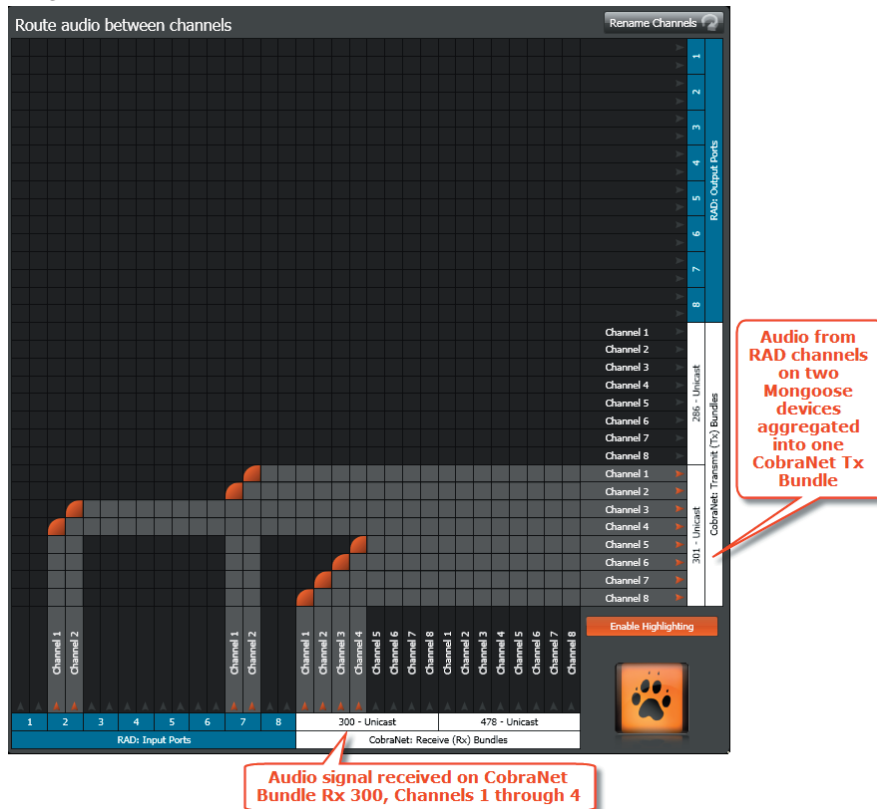 Route audio between channels
Rename Channels
1
2
3
4
5
6
7
8
RAD: Output Ports
Channel 1
Channel 2
Channel 3
Channel 4
Channel 5
Channel 6
Channel 7
Channel 8
286 - Unicast
Channel 1
Channel 2
Channel 3
Channel 4
Channel 5
Channel 6
Channel 7
Channel 8
301 - Unicast
CobraNet: Transmit (Tx) Bundles
Audio from
RAD channels
on two
Mongoose
devices
aggregated
into one
CobraNet Tx
Bundle
Enable Highlighting
Channel 1
Channel 2
Channel 1
Channel 2
Channel 1
Channel 2
Channel 3
Channel 4
Channel 5
Channel 6
Channel 7
Channel 8
Channel 1
Channel 2
Channel 3
Channel 4
Channel 5
Channel 6
Channel 7
Channel 8
1
2
3
4
5
6
7
8
300 - Unicast
478 - Unicast
RAD: Input Ports
CobraNet: Receive (Rx) Bundles
Audio signal received on CobraNet
Bundle Rx 300, Channels 1 through 4